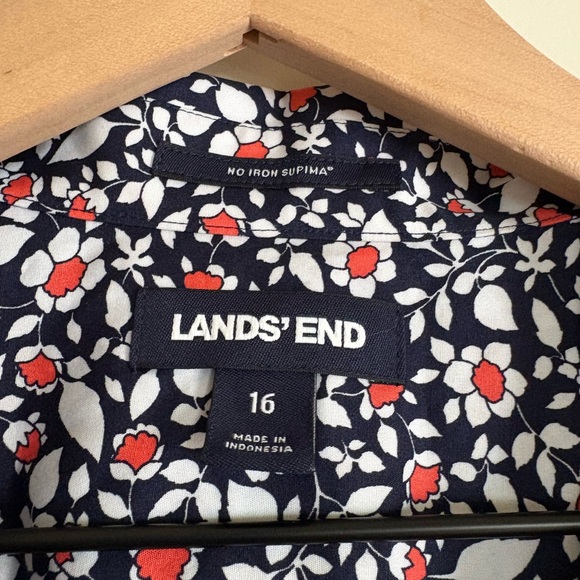 NO IRON SUPIMA®
LANDS' END
16
MADE IN
INDONESIA